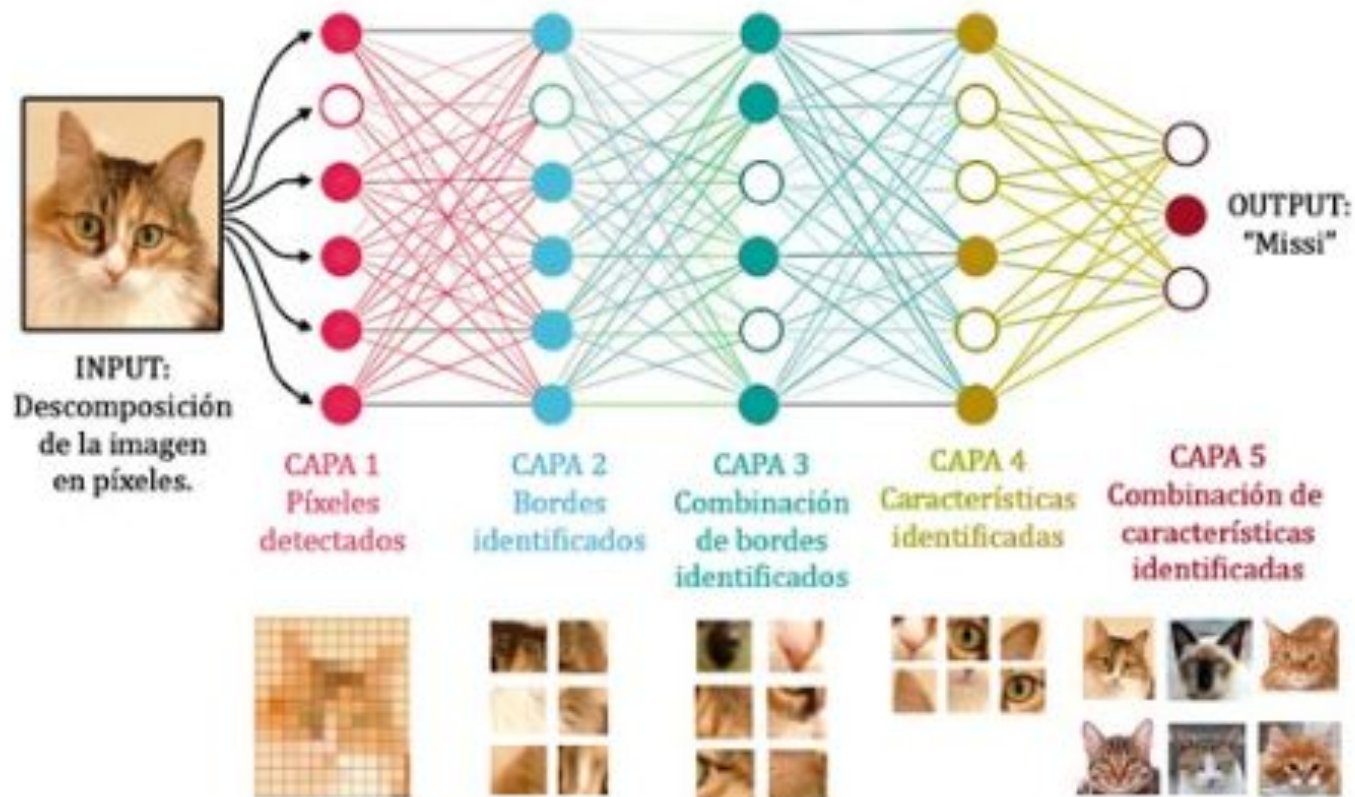 INPUT:
Descomposición
de la imagen
en píxeles.
CAPA 1
Píxeles
detectados
CAPA 2
Bordes
identificados
CAPA 3
Combinación
de bordes
identificados
CAPA 4
Características
identificadas
CAPA 5
Combinación de
características
identificadas
OUTPUT:
“Missi”